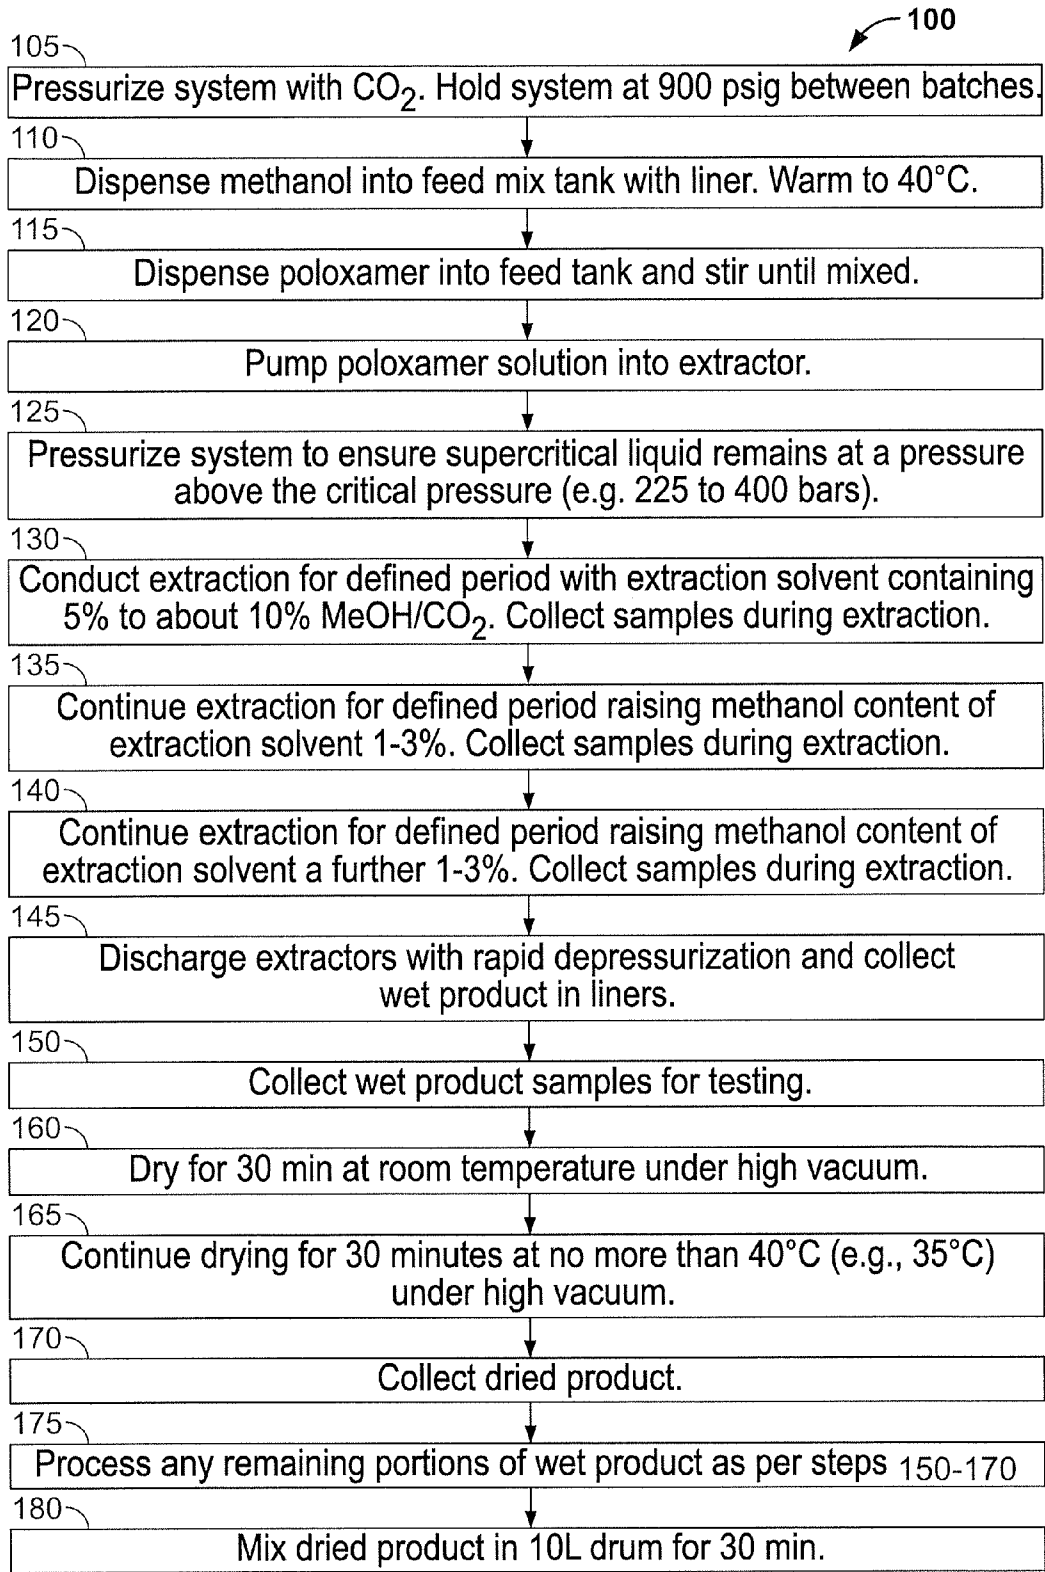 100
105
Pressurize system with CO₂. Hold system at 900 psig between batches.
110
Dispense methanol into feed mix tank with liner. Warm to 40°C.
115
Dispense poloxamer into feed tank and stir until mixed.
120
Pump poloxamer solution into extractor.
125
Pressurize system to ensure supercritical liquid remains at a pressure
above the critical pressure (e.g. 225 to 400 bars).
130
Conduct extraction for defined period with extraction solvent containing
5% to about 10% MeOH/CO₂. Collect samples during extraction.
135
Continue extraction for defined period raising methanol content of
extraction solvent 1-3%. Collect samples during extraction.
140
Continue extraction for defined period raising methanol content of
extraction solvent a further 1-3%. Collect samples during extraction.
145
Discharge extractors with rapid depressurization and collect
wet product in liners.
150
Collect wet product samples for testing.
160
Dry for 30 min at room temperature under high vacuum.
165
Continue drying for 30 minutes at no more than 40°C (e.g., 35°C)
under high vacuum.
170
Collect dried product.
175
Process any remaining portions of wet product as per steps 150-170
180
Mix dried product in 10L drum for 30 min.